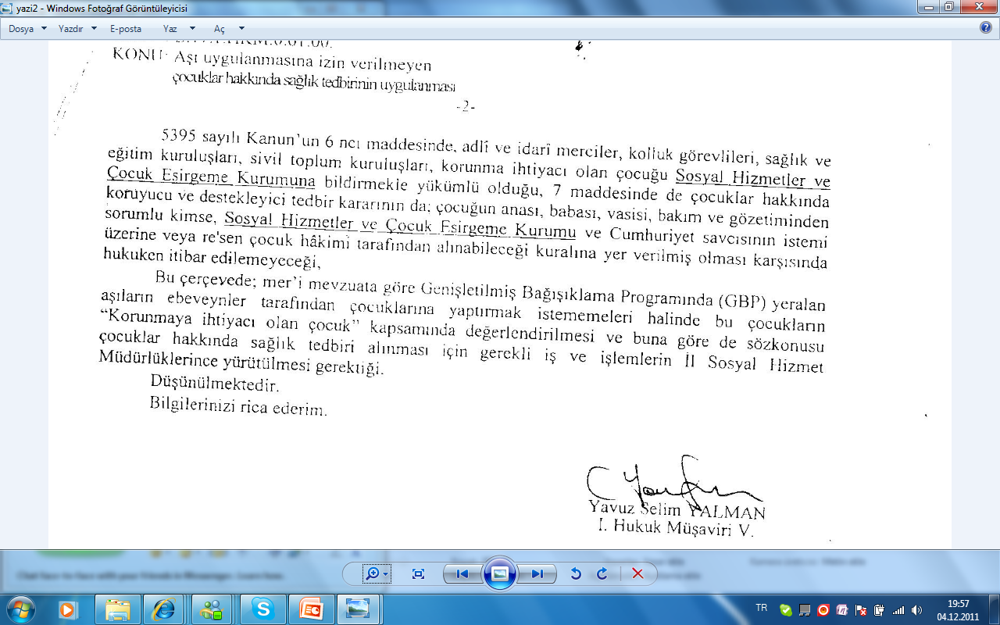 yazi2 - Windows Fotoğraf Görüntüleyicisi
Dosya Yazdır E-posta Yaz Aç
KONU: Aşı uygulanmasına izin verilmeyen
çocuklar hakkında sağlık tedbirinin uygulanması
-2-
5395 sayılı Kanun'un 6 ncı maddesinde, adlî ve idarî merciler, kolluk görevlileri, sağlık ve
eğitim kuruluşları, sivil toplum kuruluşları, korunma ihtiyacı olan çocuğu Sosyal Hizmetler ve
Çocuk Esirgeme Kurumuna bildirmekle yükümlü olduğu, 7 maddesinde de çocuklar hakkında
koruyucu ve destekleyici tedbir kararının da; çocuğun anası, babası, vasisi, bakım ve gözetiminden
sorumlu kimse, Sosyal Hizmetler ve Çocuk Esirgeme Kurumu ve Cumhuriyet savcısının istemi
üzerine veya re'sen çocuk hâkimi tarafından alınabileceği kuralına yer verilmiş olması karşısında
hukuken itibar edilemeyeceği,
Bu çerçevede; mer'i mevzuata göre Genişletilmiş Bağışıklama Programında (GBP) yeralan
aşıların ebeveynler tarafından çocuklarına yaptırmak istememeleri halinde bu çocukların
“Korunmaya ihtiyacı olan çocuk” kapsamında değerlendirilmesi ve buna göre de sözkonusu
çocuklar hakkında sağlık tedbiri alınması için gerekli iş ve işlemlerin İl Sosyal Hizmet
Müdürlüklerince yürütülmesi gerektiği.
Düşünülmektedir.
Bilgilerinizi rica ederim.
Yavuz Selim YALMAN
I. Hukuk Müşaviri V.
TR
19:57
04.12.2011